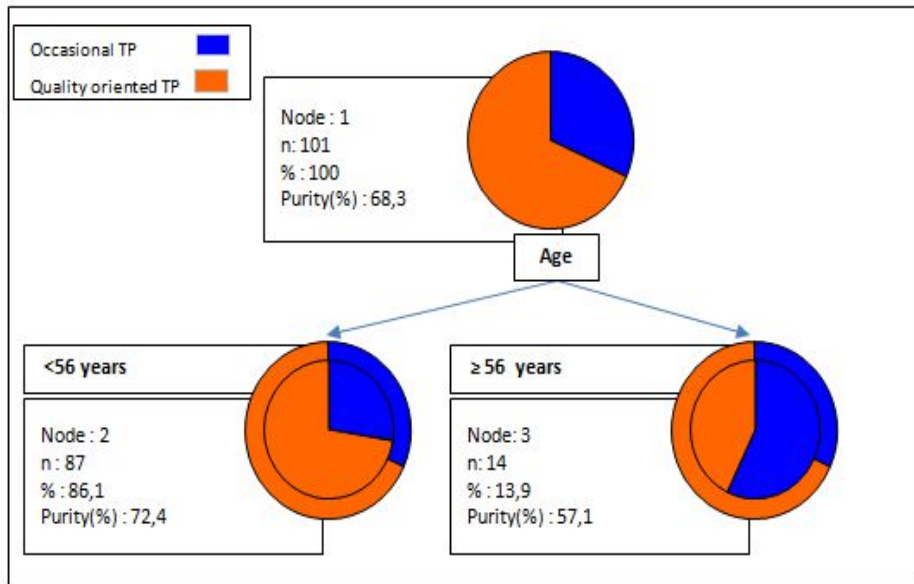 Occasional TP
Quality oriented TP
Node : 1
n: 101
% : 100
Purity(%) : 68,3
Age
<56 years
Node : 2
n : 87
% : 86,1
Purity(%) : 72,4
≥ 56 years
Node: 3
n : 14
% : 13,9
Purity(%) : 57,1